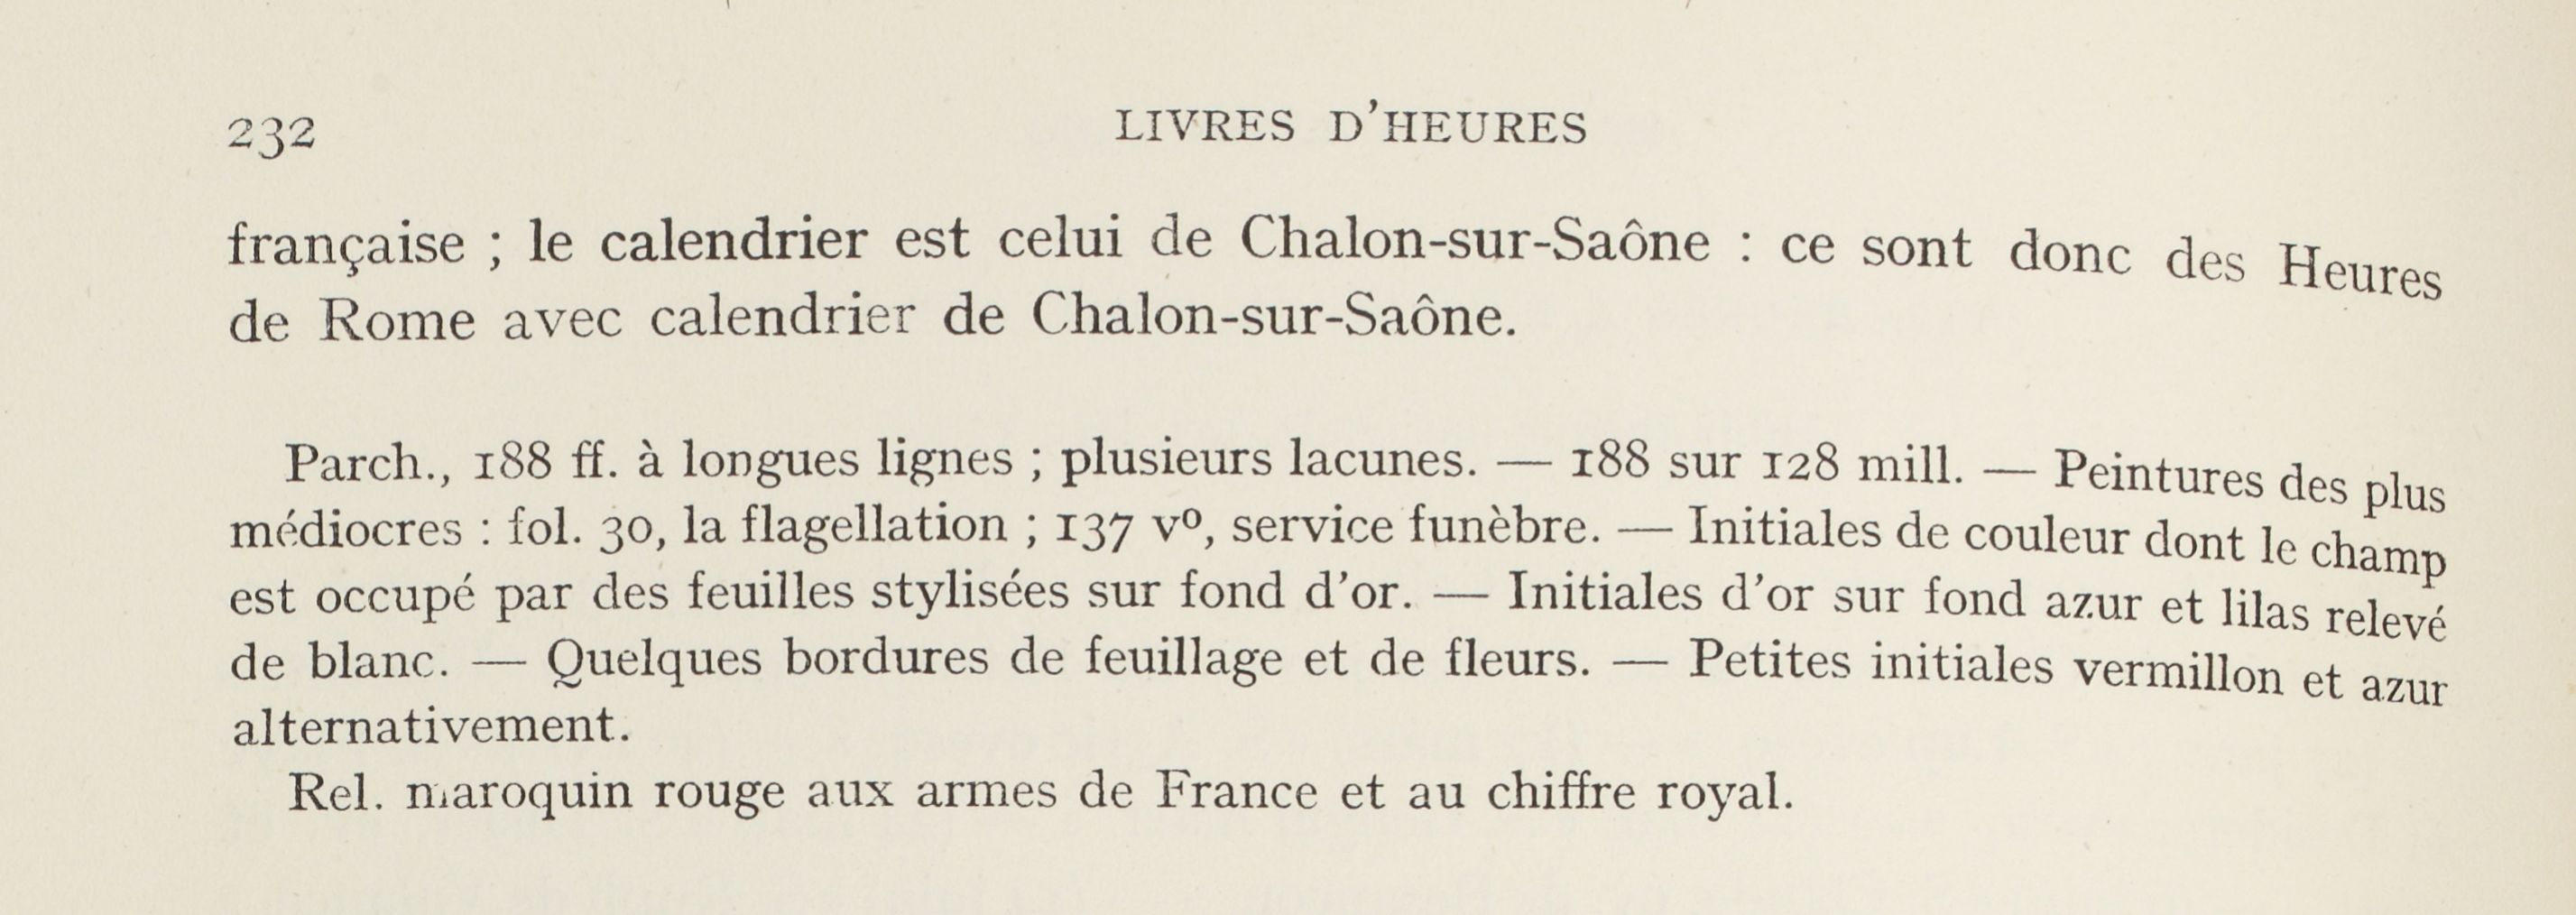 232 LIVRES D'HEURES
française ; le calendrier est celui de Chalon-sur-Saône : ce sont donc des Heures
de Rome avec calendrier de Chalon-sur-Saône.
Parch., 188 ff. à longues lignes ; plusieurs lacunes. — 188 sur 128 mill. — Peintures des plus
médiocres : fol. 30, la flagellation ; 137 vº, service funèbre. — Initiales de couleur dont le champ
est occupé par des feuilles stylisées sur fond d'or. — Initiales d'or sur fond azur et lilas relevé
de blanc. — Quelques bordures de feuillage et de fleurs. — Petites initiales vermillon et azur
alternativement.
Rel. maroquin rouge aux armes de France et au chiffre royal.